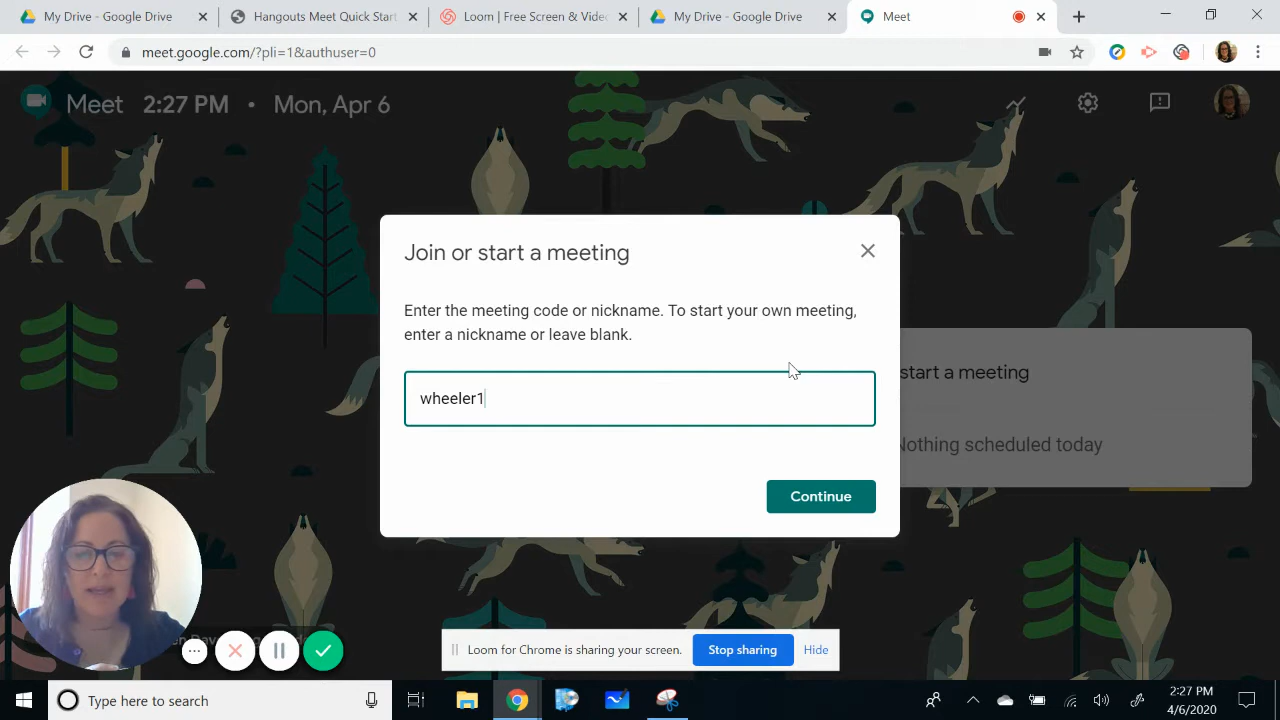 My Drive - Google Drive
Hangouts Meet Quick Start
Loom | Free Screen & Video
My Drive - Google Drive
Meet
meet.google.com/?pli=1&authuser=0
Meet 2:27 PM • Mon, Apr 6
Join or start a meeting
Enter the meeting code or nickname. To start your own meeting,
enter a nickname or leave blank.
start a meeting
wheeler1
Nothing scheduled today
Continue
Loom for Chrome is sharing your screen.
Stop sharing
Hide
Type here to search
2:27 PM
4/6/2020